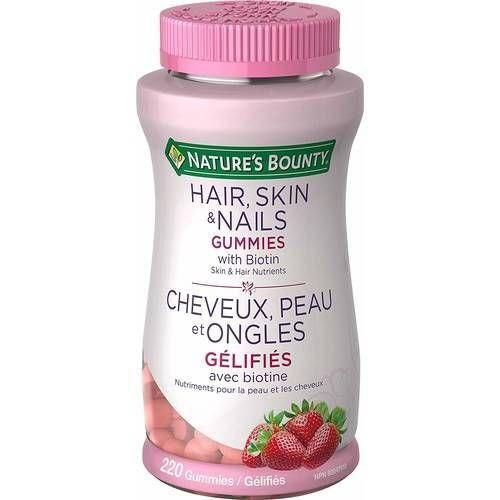 NATURE'S BOUNTY
HAIR, SKIN
& NAILS
GUMMIES
with Biotin
Skin & Hair Nutrients
CHEVEUX, PEAU
et ONGLES
GÉLIFIÉS
avec biotine
Nutriments pour la peau et les cheveux
220 Gummies / Gélifiés
NPN